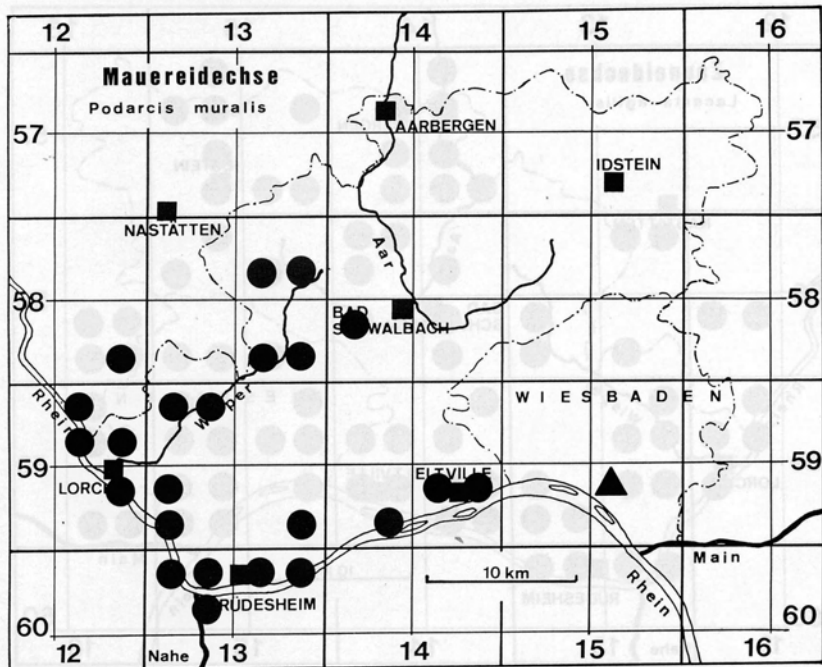 12 13 14 15 16
Mauereidechse
Podarcis muralis
AARBERGEN
57 57
IDSTEIN
NASTÄTTEN
Aar
58 58
BAD
SCHWALBACH
Rhein
Wisper
WIESBADEN
59 59
LORCH
ELTVILLE
Main
10 km
Rhein
RÜDESHEIM
60 60
Nahe
12 13 14 15 16